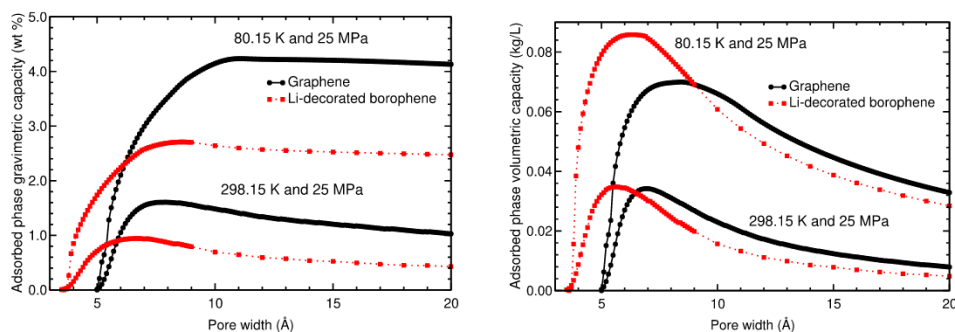 Adsorbed phase gravimetric capacity (wt %)
5.0
4.0
3.0
2.0
1.0
0.0
80.15 K and 25 MPa
Graphene
Li-decorated borophene
298.15 K and 25 MPa
5
10
15
20
Pore width (Å)
Adsorbed phase volumetric capacity (kg/L)
0.08
0.06
0.04
0.02
0.00
80.15 K and 25 MPa
Graphene
Li-decorated borophene
298.15 K and 25 MPa
5
10
15
20
Pore width (Å)